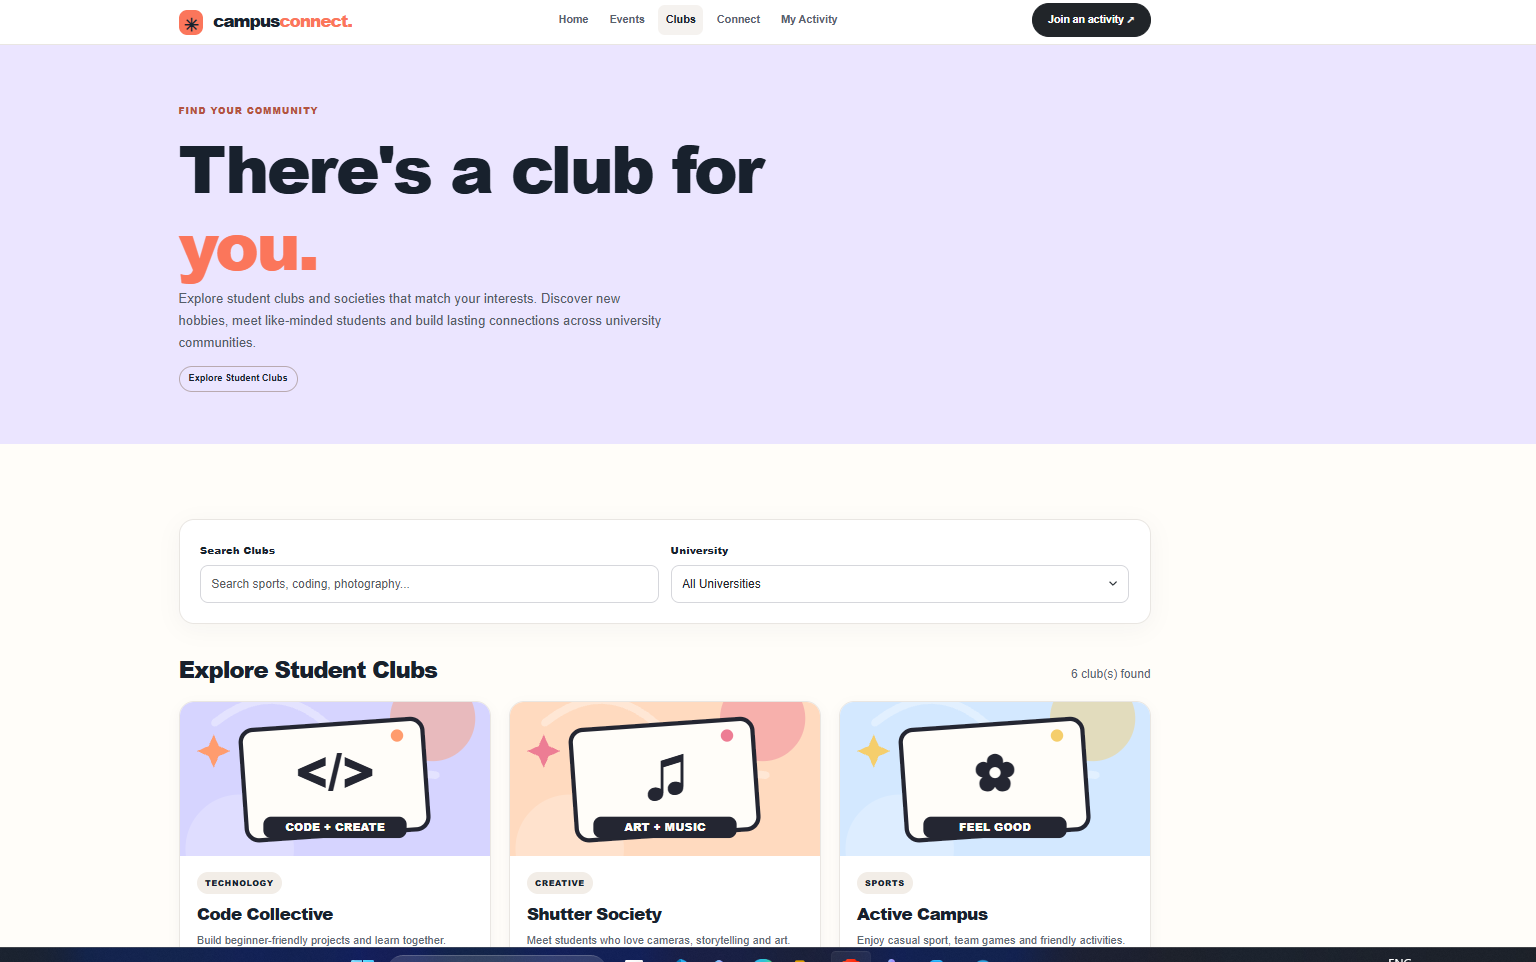 campusconnect.
Home Events Clubs Connect My Activity
Join an activity ↗
FIND YOUR COMMUNITY
There's a club for
you.
Explore student clubs and societies that match your interests. Discover new
hobbies, meet like-minded students and build lasting connections across university
communities.
Explore Student Clubs
Search Clubs
University
Search sports, coding, photography...
All Universities
Explore Student Clubs
6 club(s) found
</>
CODE + CREATE
ART + MUSIC
FEEL GOOD
TECHNOLOGY
Code Collective
Build beginner-friendly projects and learn together.
CREATIVE
Shutter Society
Meet students who love cameras, storytelling and art.
SPORTS
Active Campus
Enjoy casual sport, team games and friendly activities.
ENG